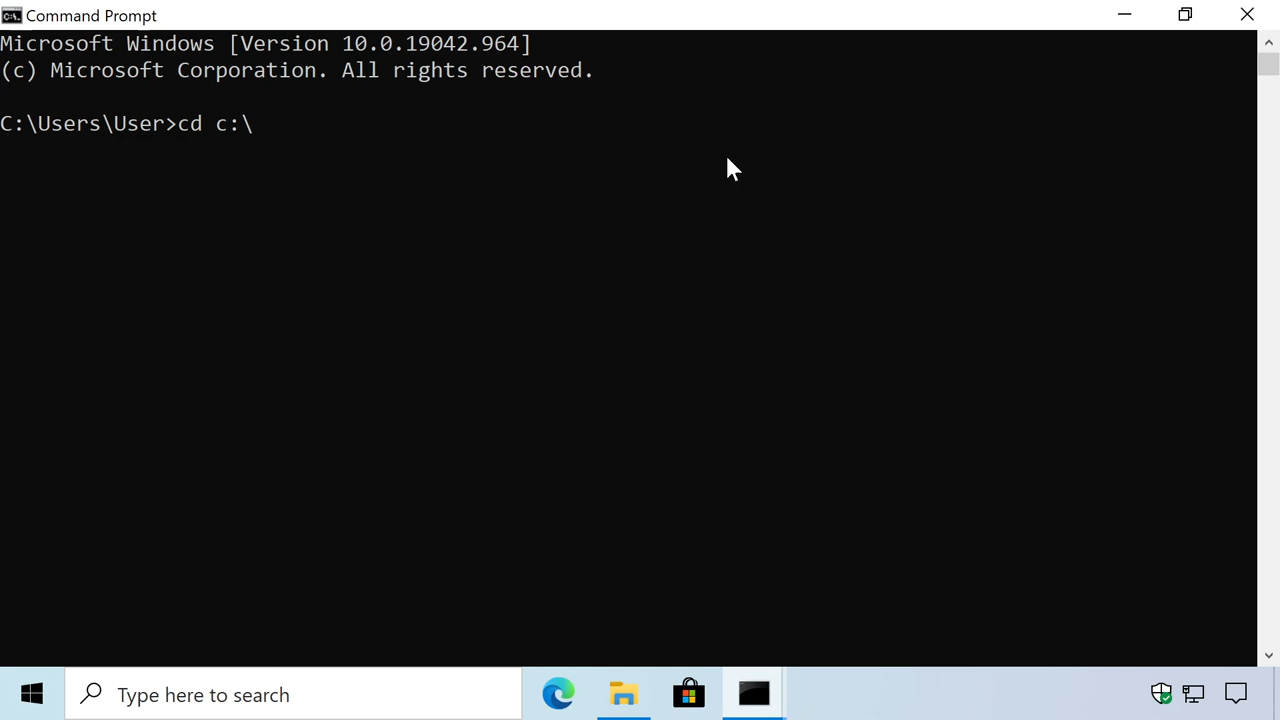 Command Prompt
Microsoft Windows [Version 10.0.19042.964]
(c) Microsoft Corporation. All rights reserved.
C:\Users\User>cd c:\
Type here to search